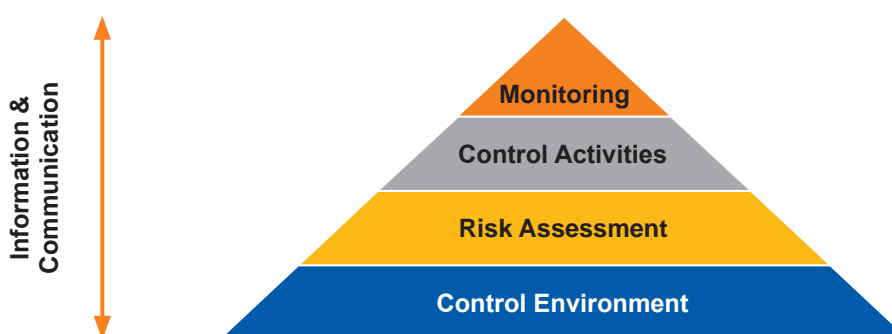 Information &
Communication
Monitoring
Control Activities
Risk Assessment
Control Environment